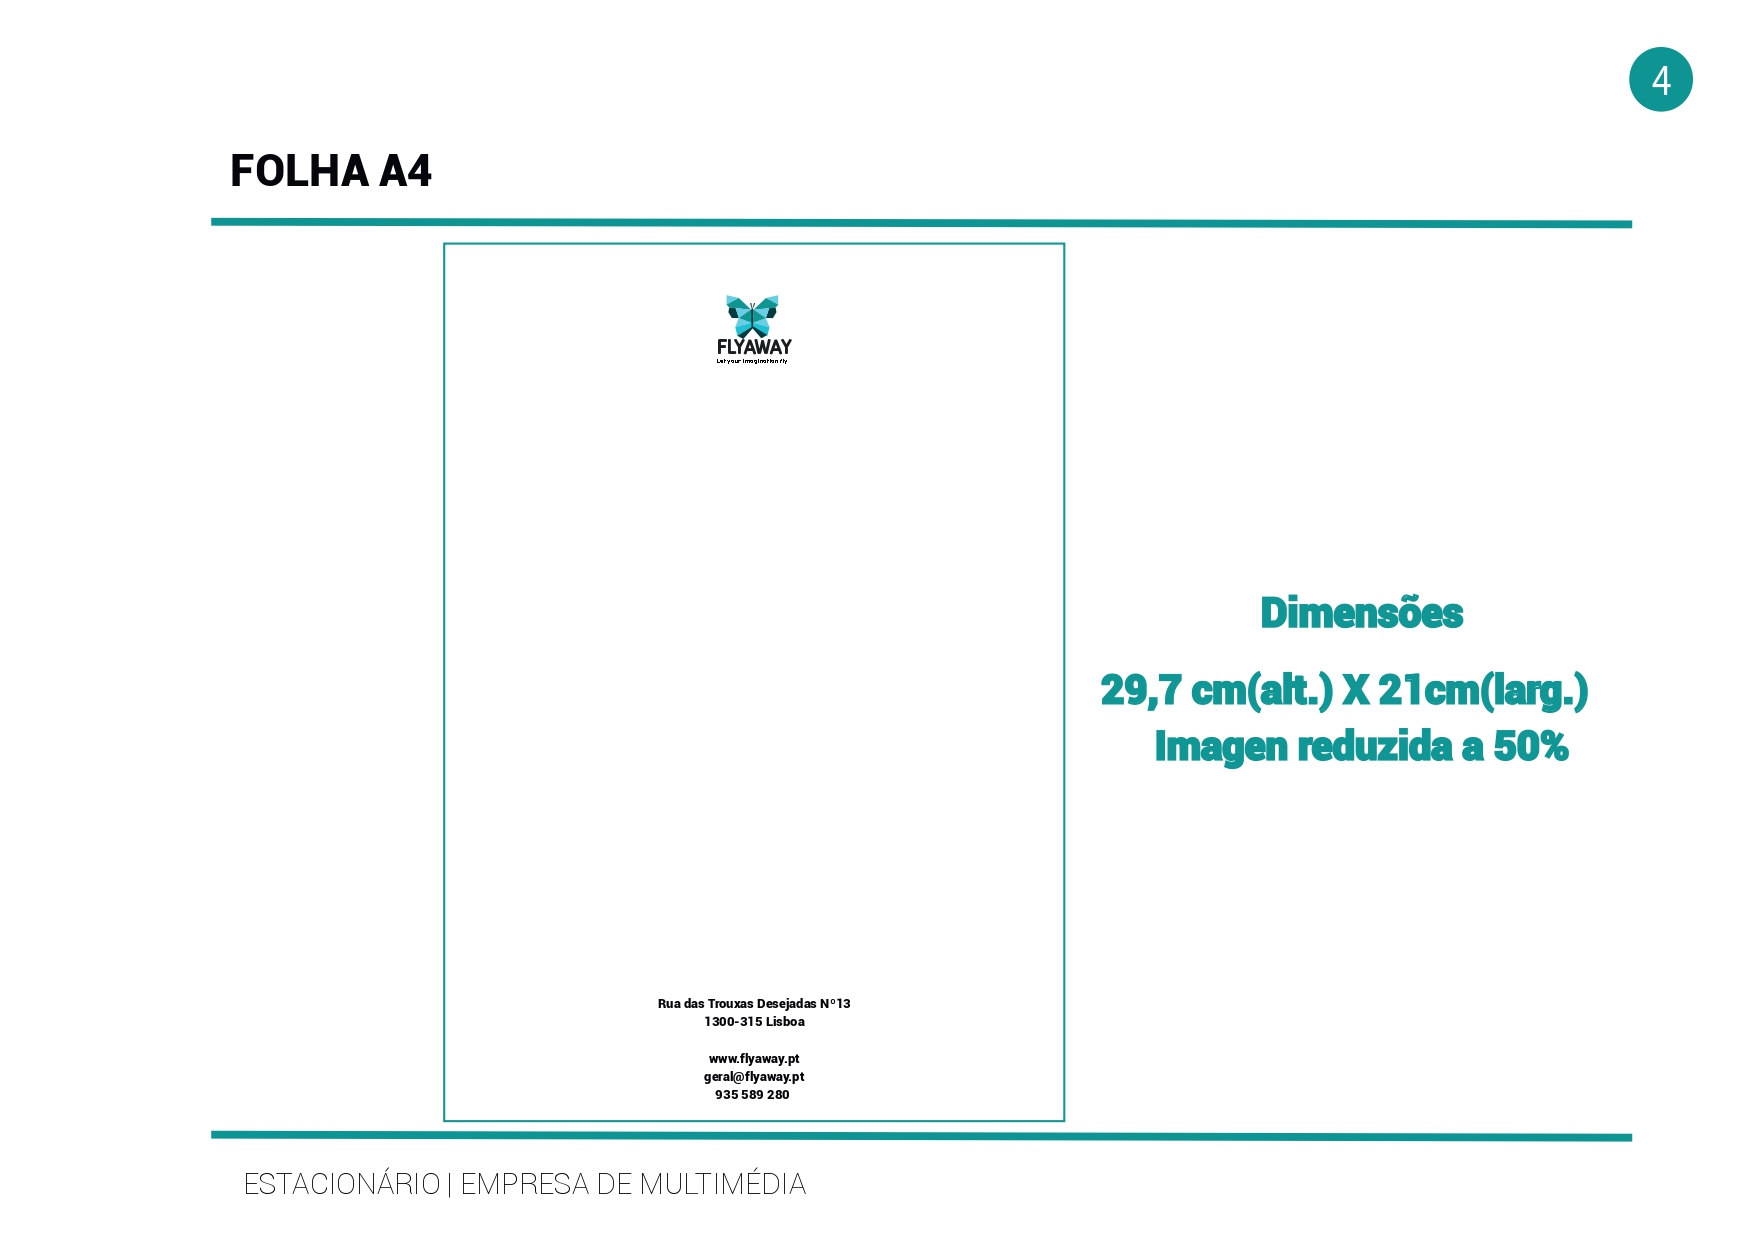 4
FOLHA A4
FLYAWAY
Let your imagination fly
Dimensões
29,7 cm(alt.) X 21cm(larg.)
Imagen reduzida a 50%
Rua das Trouxas Desejadas Nº13
1300-315 Lisboa
www.flyaway.pt
geral@flyaway.pt
935 589 280
ESTACIONÁRIO | EMPRESA DE MULTIMÉDIA